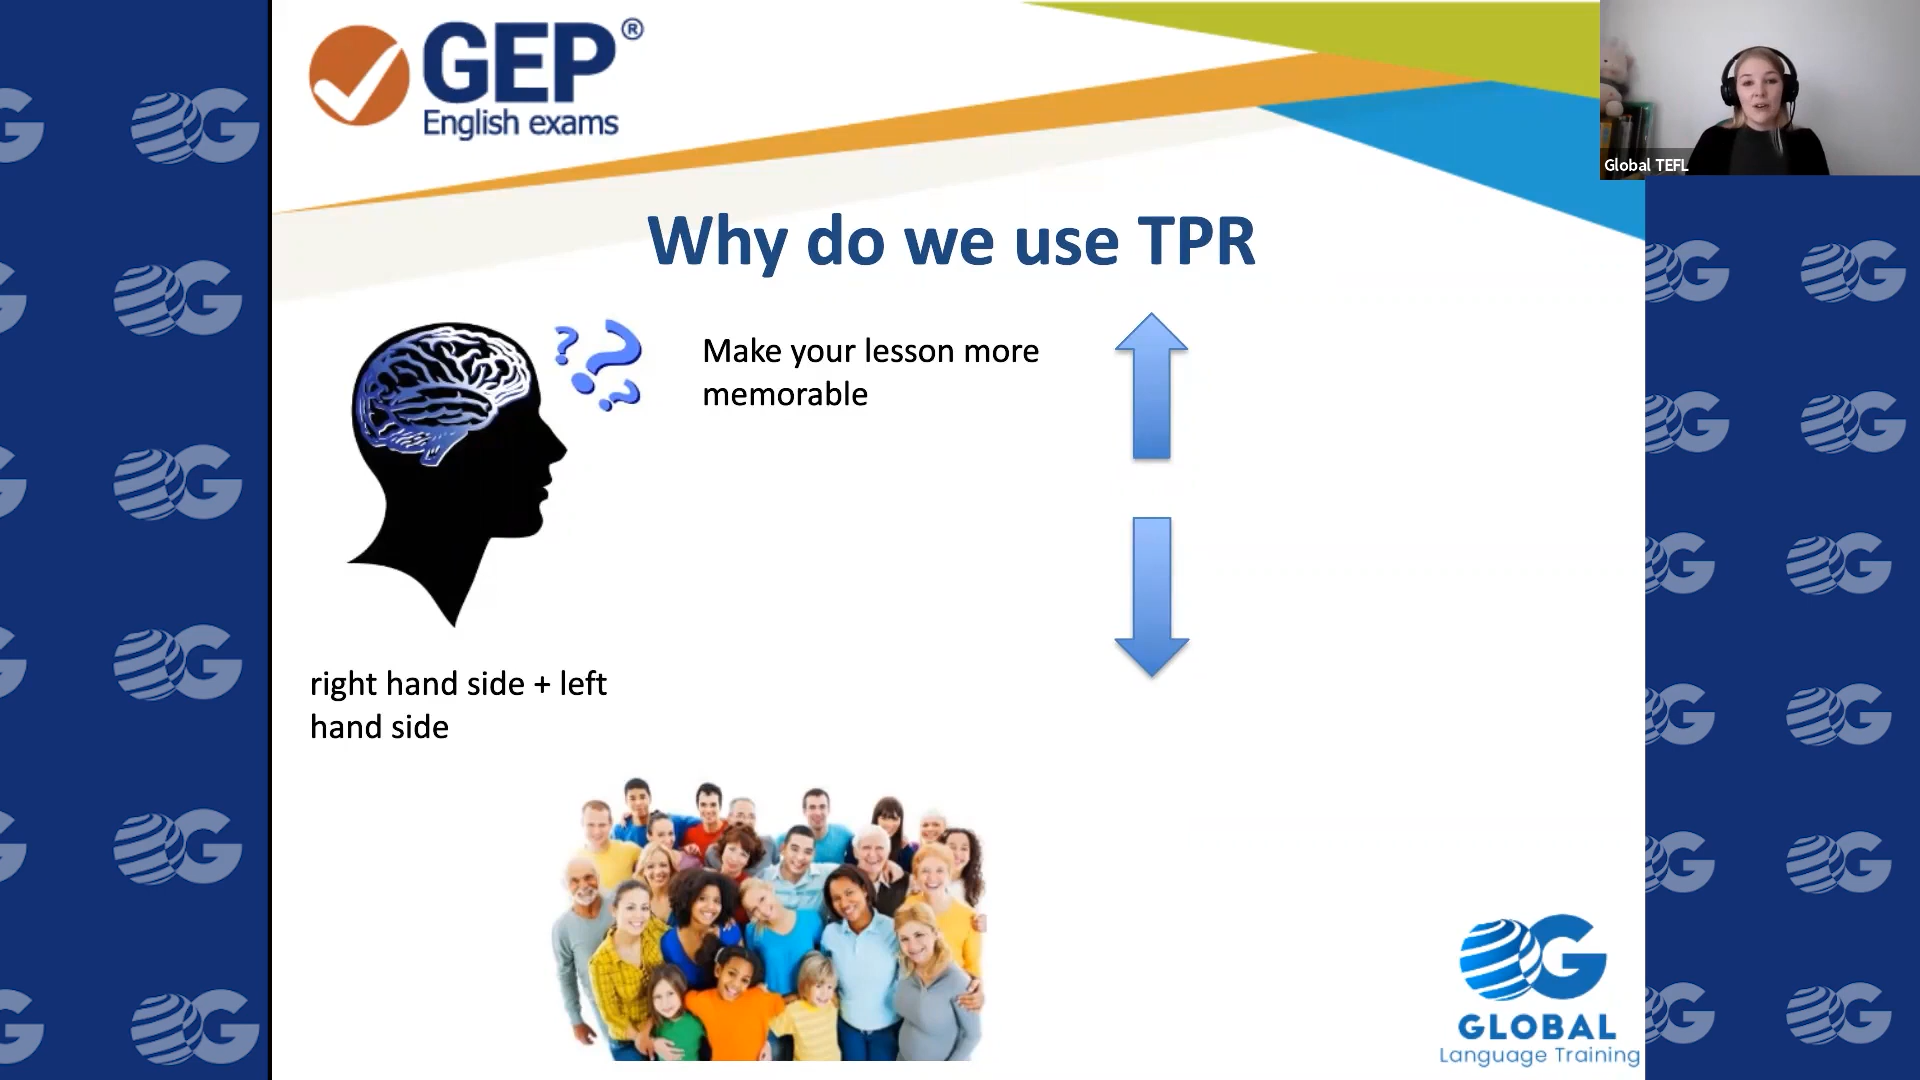 GEP®
English exams
Global TEFL
Why do we use TPR
Make your lesson more
memorable
right hand side + left
hand side
GLOBAL
Language Training